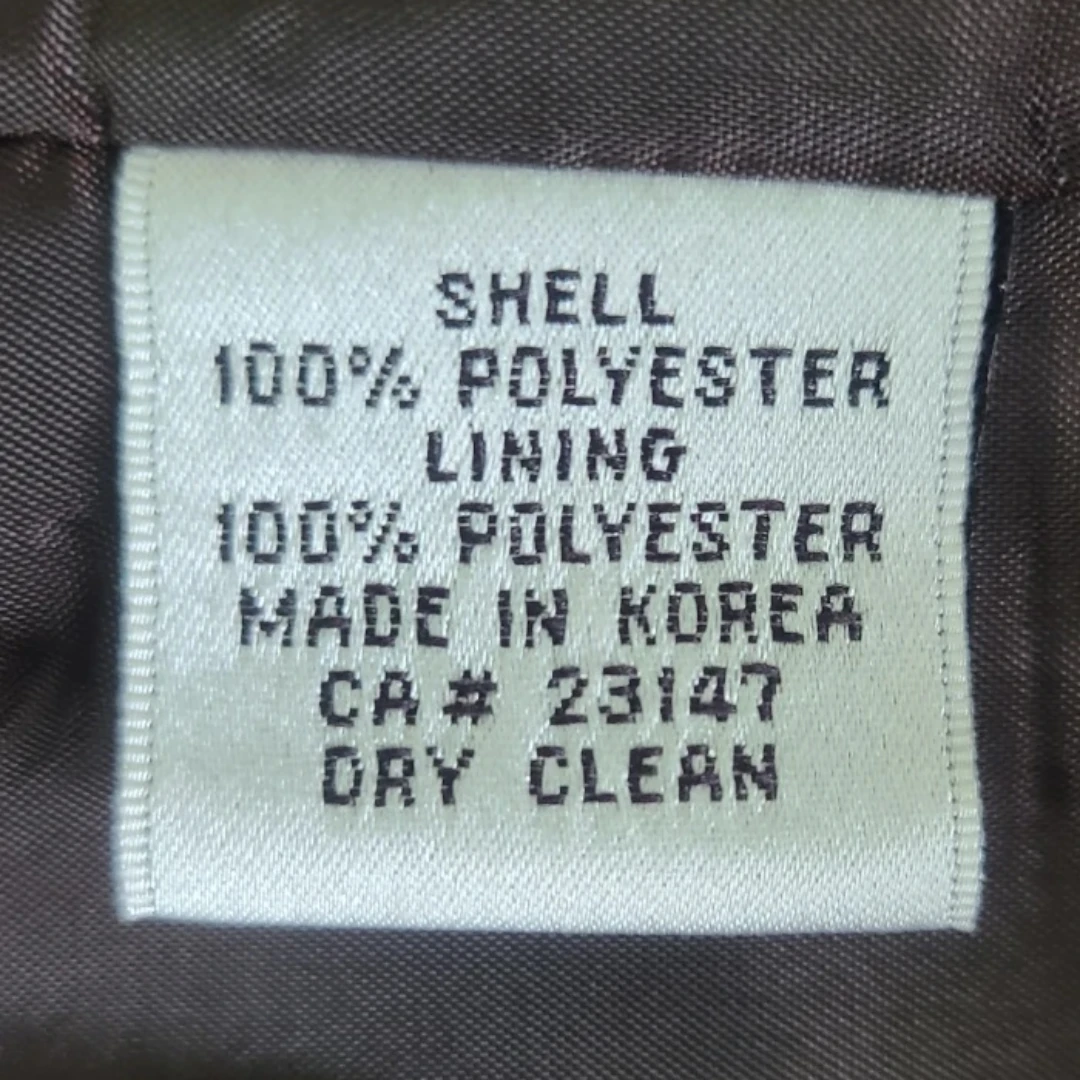 SHELL
100% POLYESTER
LINING
100% POLYESTER
MADE IN KOREA
CA# 23147
DRY CLEAN